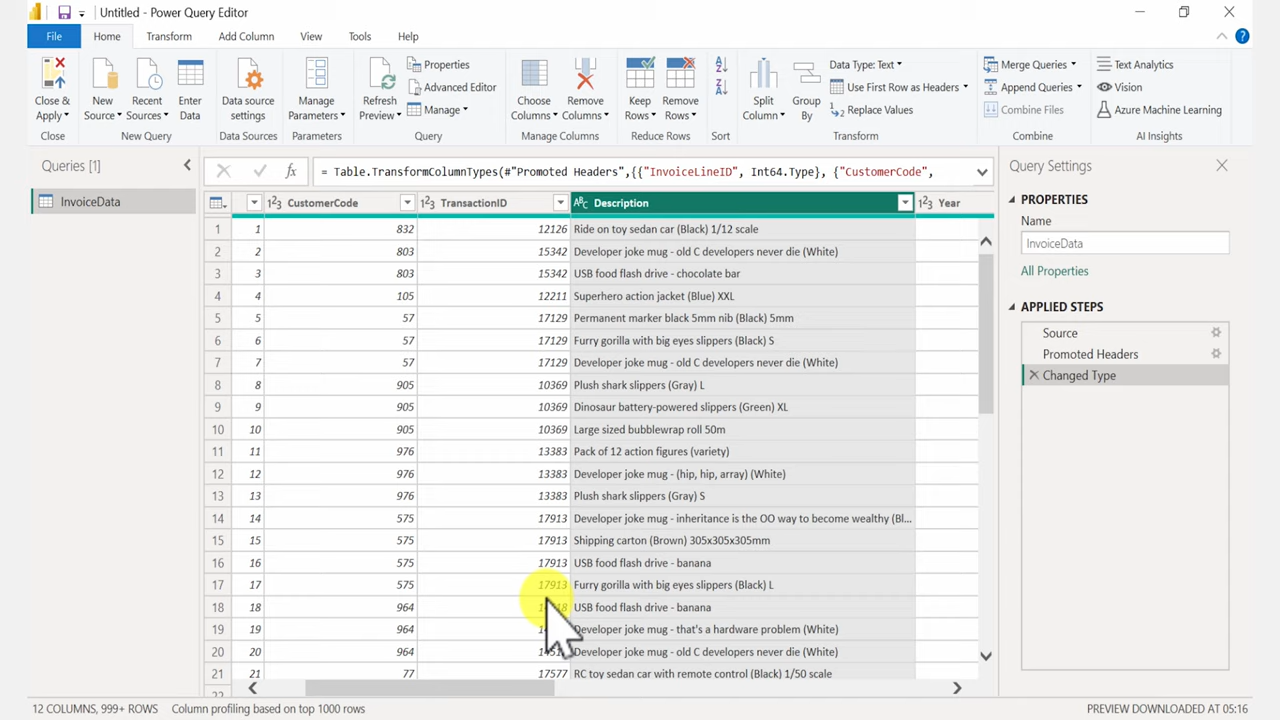 Untitled - Power Query Editor
File Home Transform Add Column View Tools Help
Close & Apply
New Source
Recent Sources
Enter Data
Data source settings
Manage Parameters
Refresh Preview
Properties
Advanced Editor
Manage
Choose Columns
Remove Columns
Keep Rows
Remove Rows
Split Column
Group By
Data Type: Text
Use First Row as Headers
Replace Values
Merge Queries
Append Queries
Combine Files
Text Analytics
Vision
Azure Machine Learning
Close New Query Data Sources Parameters Query Manage Columns Reduce Rows Sort Transform Combine AI Insights
Queries [1]
InvoiceData
fx = Table.TransformColumnTypes(#"Promoted Headers",{{"InvoiceLineID", Int64.Type}, {"CustomerCode",
123 CustomerCode 123 TransactionID ABC Description 123 Year
1 1 832 12126 Ride on toy sedan car (Black) 1/12 scale
2 2 803 15342 Developer joke mug - old C developers never die (White)
3 3 803 15342 USB food flash drive - chocolate bar
4 4 105 12211 Superhero action jacket (Blue) XXL
5 5 57 17129 Permanent marker black 5mm nib (Black) 5mm
6 6 57 17129 Furry gorilla with big eyes slippers (Black) S
7 7 57 17129 Developer joke mug - old C developers never die (White)
8 8 905 10369 Plush shark slippers (Gray) L
9 9 905 10369 Dinosaur battery-powered slippers (Green) XL
10 10 905 10369 Large sized bubblewrap roll 50m
11 11 976 13383 Pack of 12 action figures (variety)
12 12 976 13383 Developer joke mug - (hip, hip, array) (White)
13 13 976 13383 Plush shark slippers (Gray) S
14 14 575 17913 Developer joke mug - inheritance is the OO way to become wealthy (Bl...
15 15 575 17913 Shipping carton (Brown) 305x305x305mm
16 16 575 17913 USB food flash drive - banana
17 17 575 17913 Furry gorilla with big eyes slippers (Black) L
18 18 964 USB food flash drive - banana
19 19 964 Developer joke mug - that's a hardware problem (White)
20 20 964 Developer joke mug - old C developers never die (White)
21 21 77 17577 RC toy sedan car with remote control (Black) 1/50 scale
22
Query Settings
PROPERTIES
Name
InvoiceData
All Properties
APPLIED STEPS
Source
Promoted Headers
Changed Type
12 COLUMNS, 999+ ROWS Column profiling based on top 1000 rows
PREVIEW DOWNLOADED AT 05:16